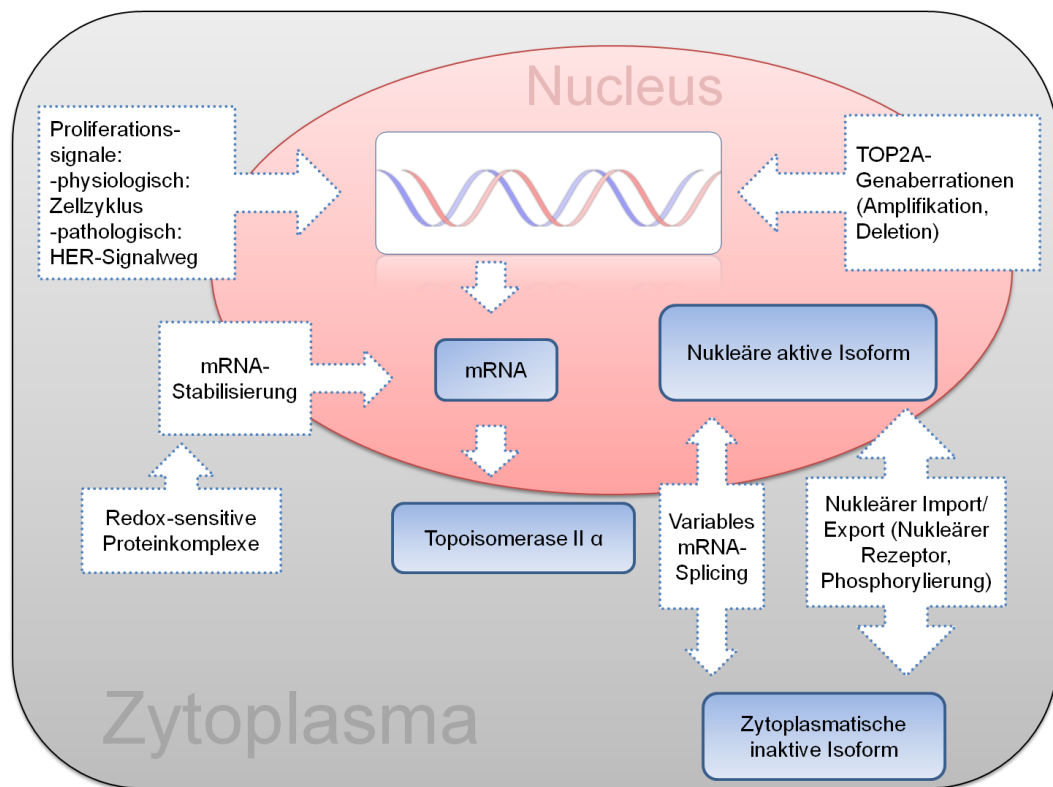 Nucleus
Proliferations-
signale:
-physiologisch:
Zellzyklus
-pathologisch:
HER-Signalweg
TOP2A-
Genaberrationen
(Amplifikation,
Deletion)
mRNA-
Stabilisierung
mRNA
Nukleäre aktive Isoform
Redox-sensitive
Proteinkomplexe
Topoisomerase II α
Variables
mRNA-
Splicing
Nukleärer Import/
Export (Nukleärer
Rezeptor,
Phosphorylierung)
Zytoplasma
Zytoplasmatische
inaktive Isoform